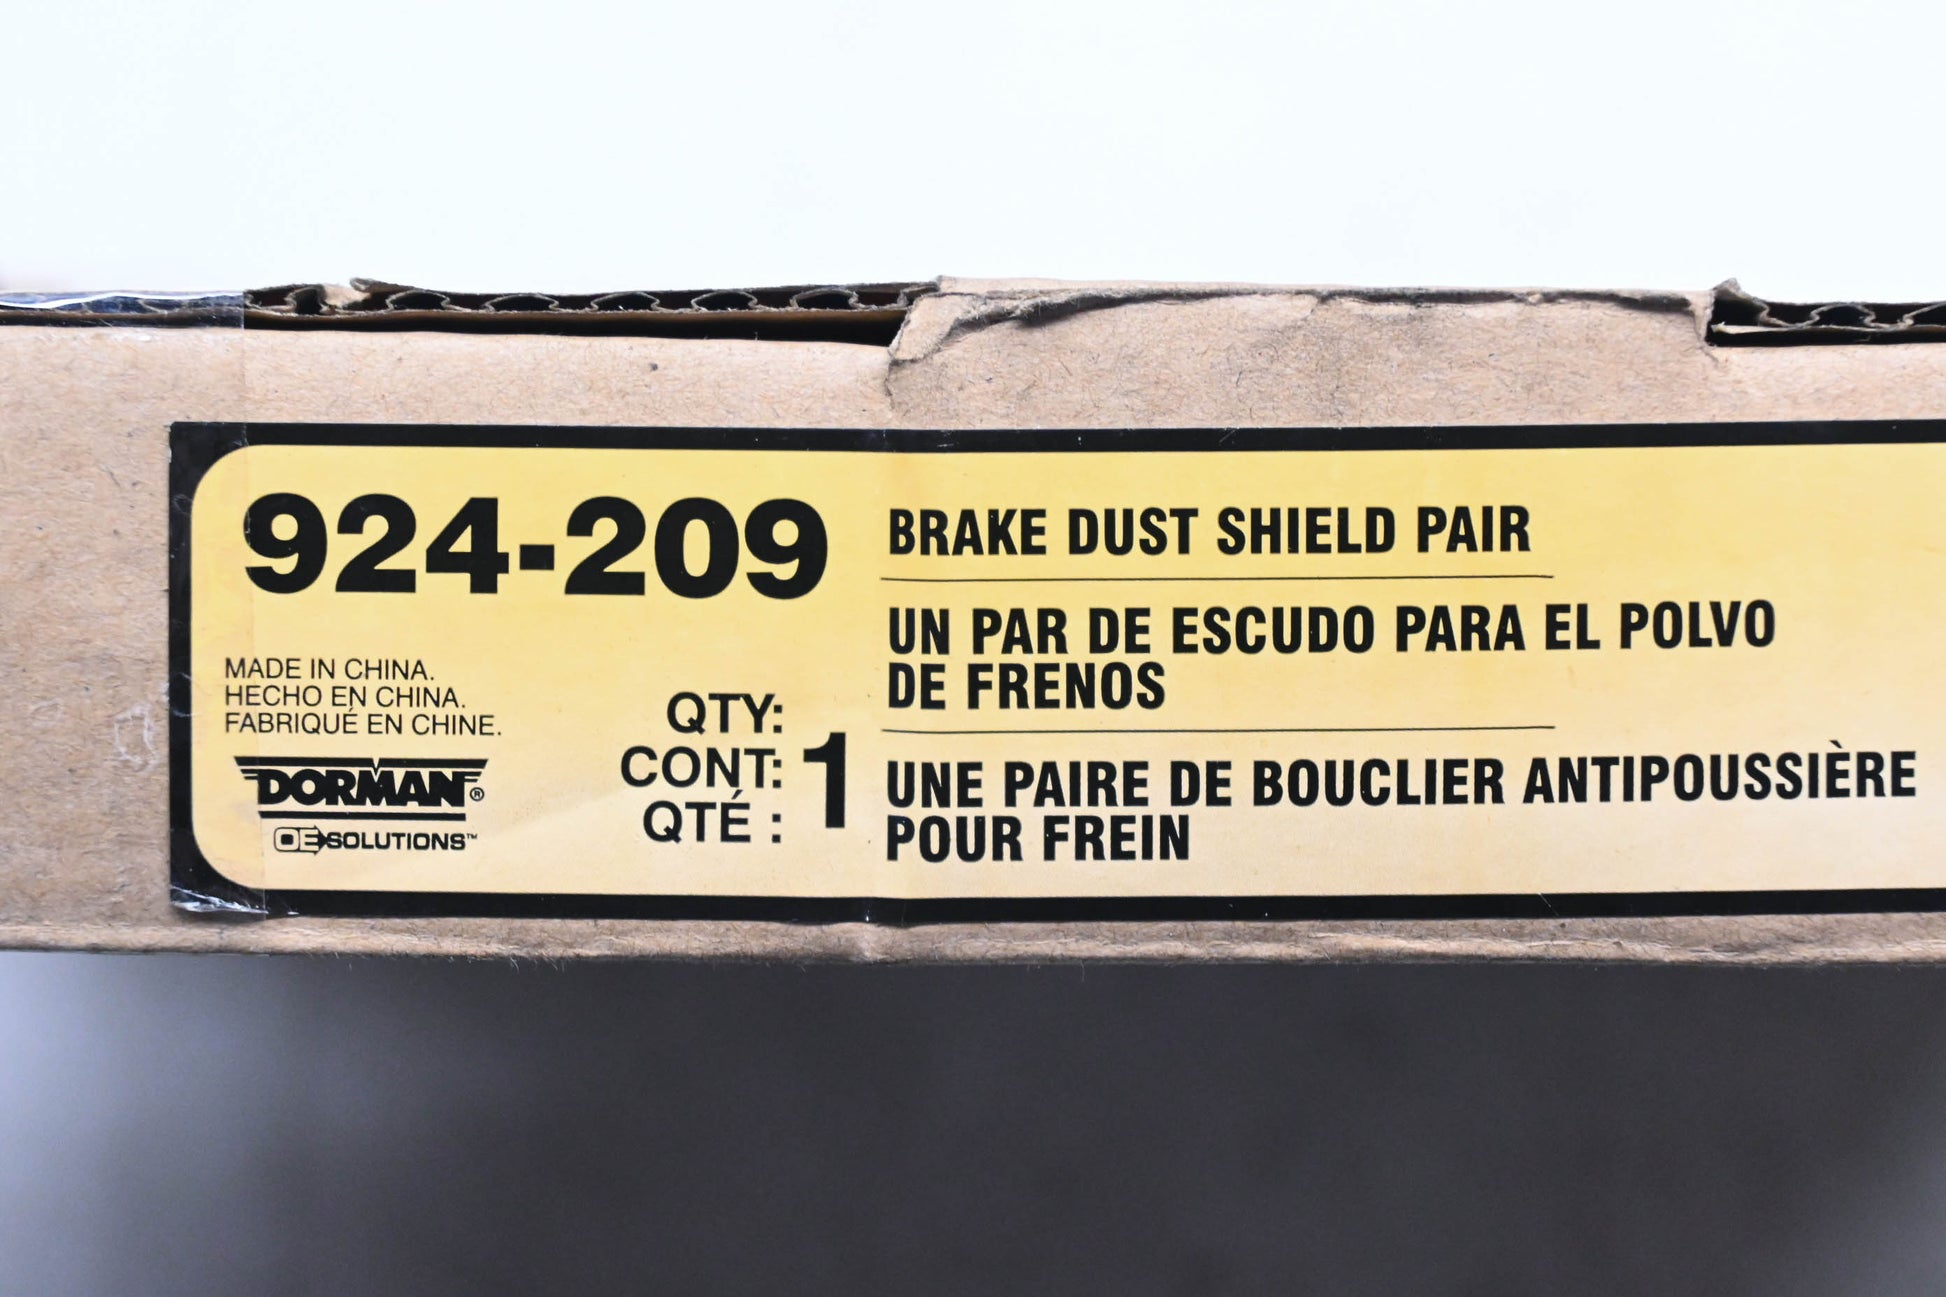 924-209
MADE IN CHINA.
HECHO EN CHINA.
FABRIQUÉ EN CHINE.
DORMAN®
OE SOLUTIONS™
QTY:
CONT: 1
QTÉ :
BRAKE DUST SHIELD PAIR
UN PAR DE ESCUDO PARA EL POLVO
DE FRENOS
UNE PAIRE DE BOUCLIER ANTIPOUSSIÈRE
POUR FREIN